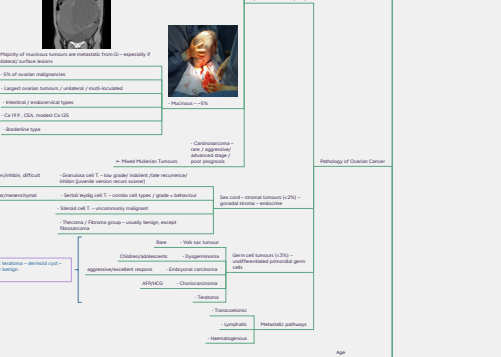 Majority of mucinous tumours are metastatic from GI – especially if
ilateral/ surface lesions
- 5% of ovarian malignancies
- Largest ovarian tumours / unilateral / multi-loculated
- Intestinal / endocervical types
- Ca 19.9 , CEA, modest Ca 125
- Borderline type
- Mucinous – ~5%
- Carcinosarcoma –
rare / aggressive/
advanced stage /
poor prognosis
➢ Mixed Mullerian Tumours
Pathology of Ovarian Cancer
n/inhibin, difficult
- Granulosa cell T. – low grade/ indolent /late recurrence/
inhibin (juvenile version recurs sooner)
al/mesenchymal
- Sertoli leydig cell T. – combo cell types / grade = behaviour
- Steroid cell T. – uncommonly malignant
- Thecoma / Fibroma group – usually benign, except
fibrosarcoma
Sex cord – stromal tumours (<2%) –
gonadal stroma – endocrine
Rare
- Yolk sac tumour
Children/adolescents
- Dysgerminoma
aggressive/excellent respons
- Embryonal carcinoma
AFP/HCG
- Choriocarcinoma
- Teratoma
Germ cell tumours (<3%) –
undifferentiated primordial germ
cells
teratoma – dermoid cyst –
benign.
- Transcoelomic
- Lymphatic
- Haematogenous
Metastatic pathways
Age